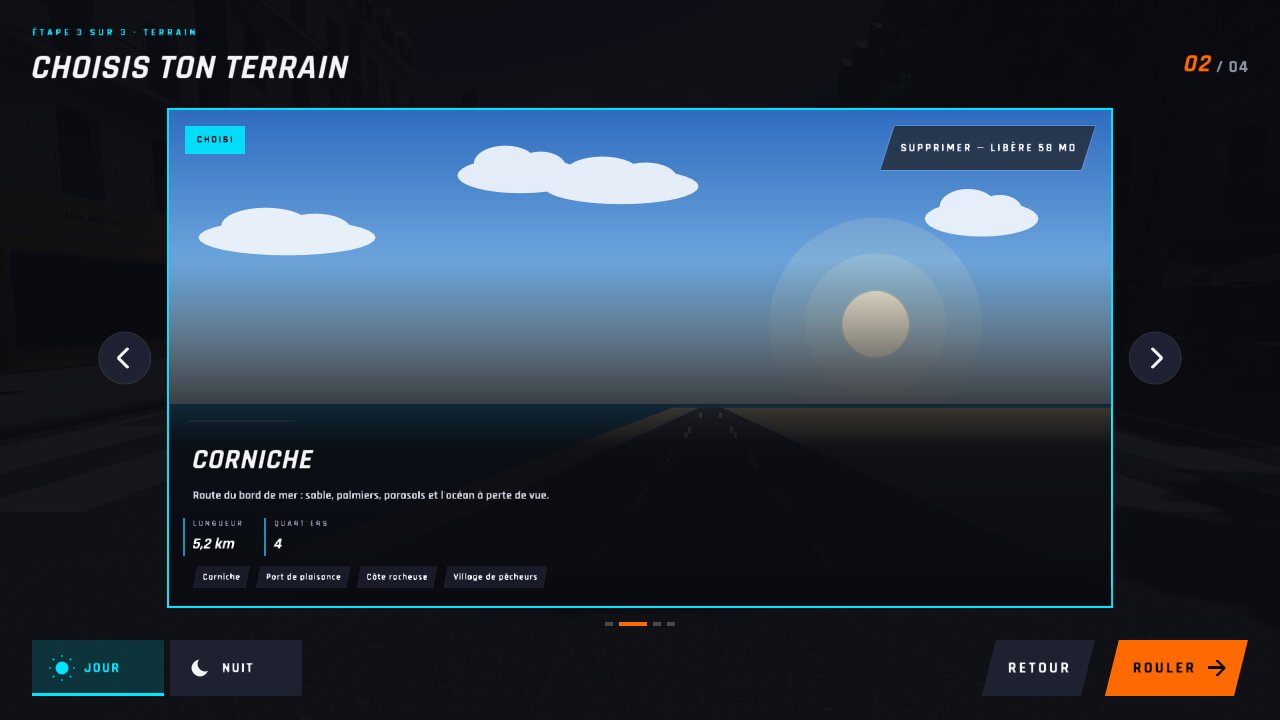 ÉTAPE 3 SUR 3 · TERRAIN
CHOISIS TON TERRAIN
02 / 04
CHOISI
SUPPRIMER — LIBÈRE 58 MO
CORNICHE
Route du bord de mer : sable, palmiers, parasols et l'océan à perte de vue.
LONGUEUR
QUARTIERS
5,2 km
4
Corniche
Port de plaisance
Côte rocheuse
Village de pêcheurs
JOUR
NUIT
RETOUR
ROULER